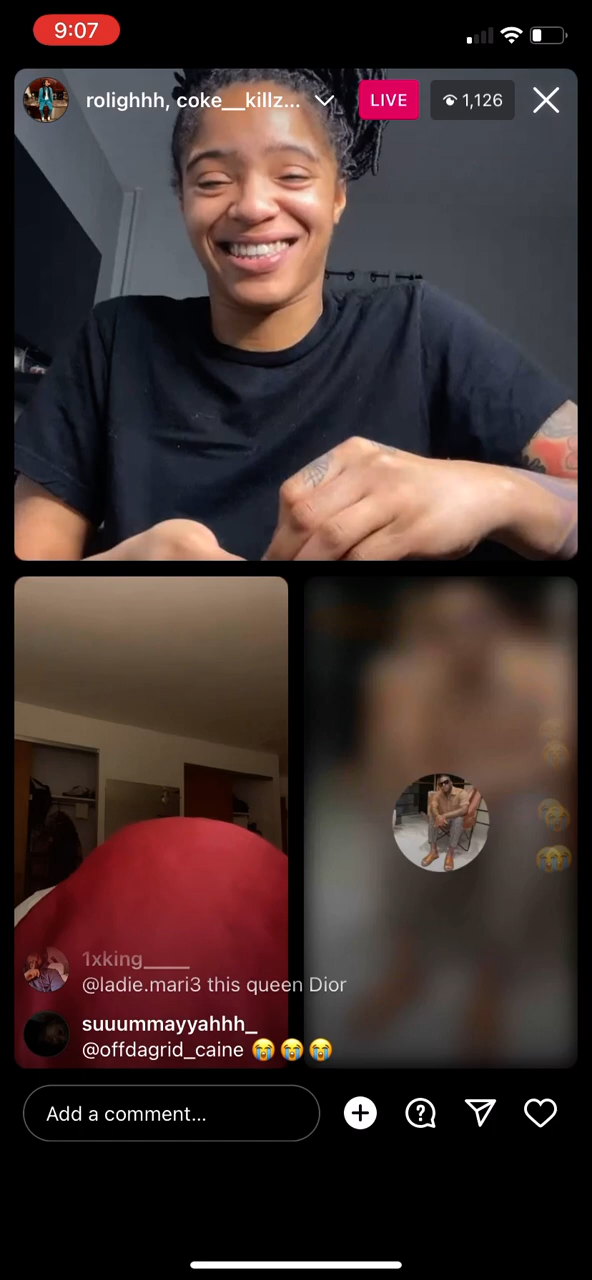 9:07
rolighhh, coke__killz...
LIVE
1,126
1xking____
@ladie.mari3 this queen Dior
suuummayyahhh_
@offdagrid_caine 😭 😭 😭
Add a comment...